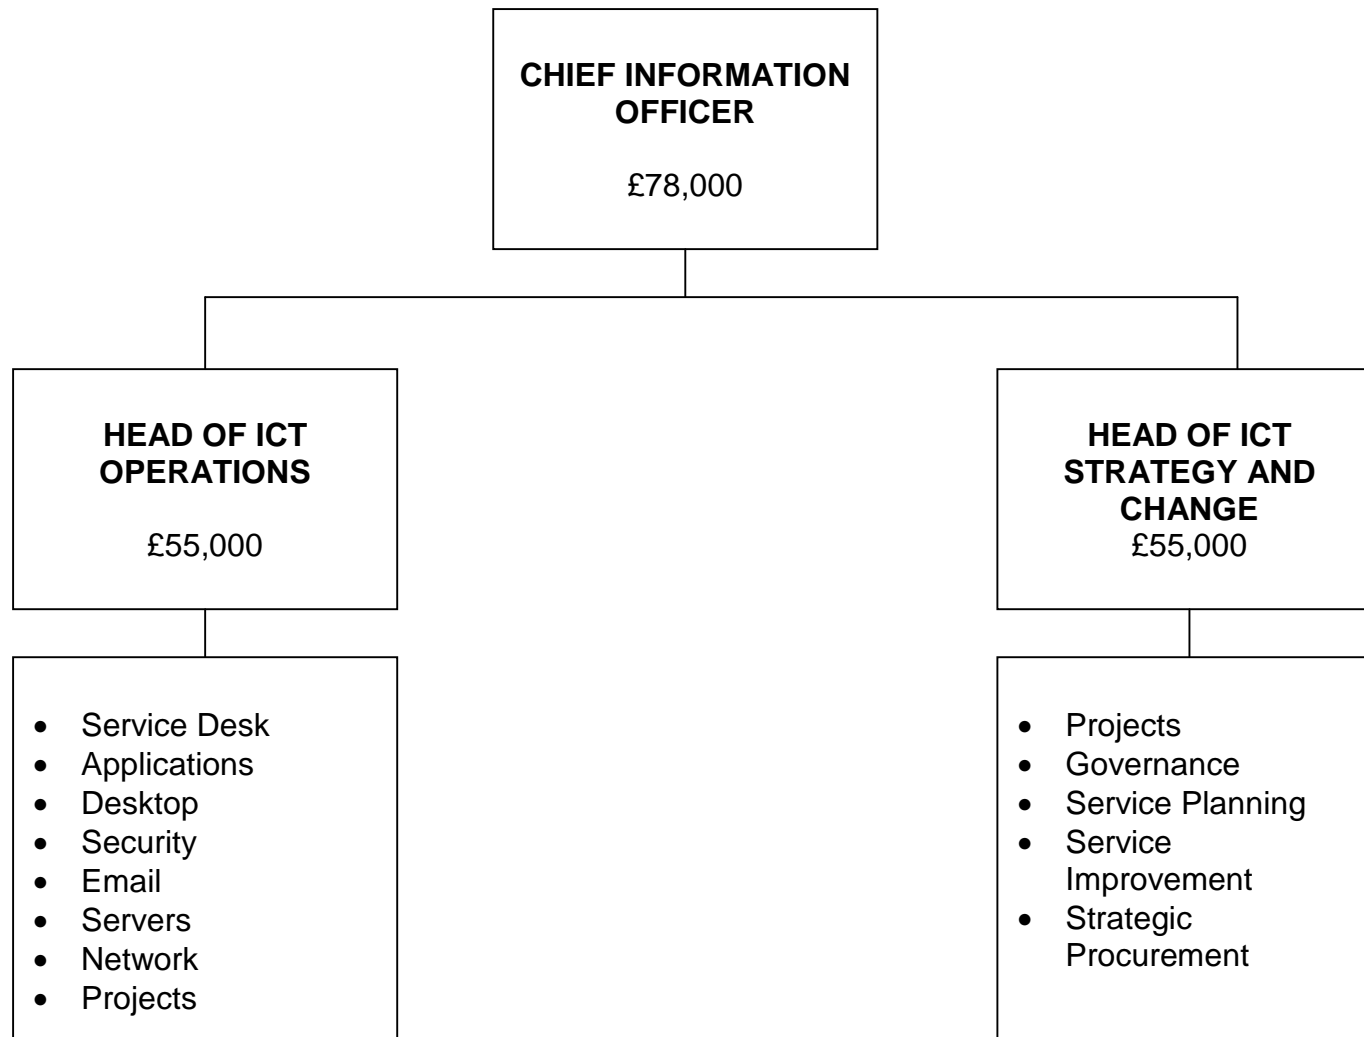 CHIEF INFORMATION
OFFICER
£78,000
HEAD OF ICT
OPERATIONS
£55,000
HEAD OF ICT
STRATEGY AND
CHANGE
£55,000
• Service Desk
• Applications
• Desktop
• Security
• Email
• Servers
• Network
• Projects
• Projects
• Governance
• Service Planning
• Service
Improvement
• Strategic
Procurement